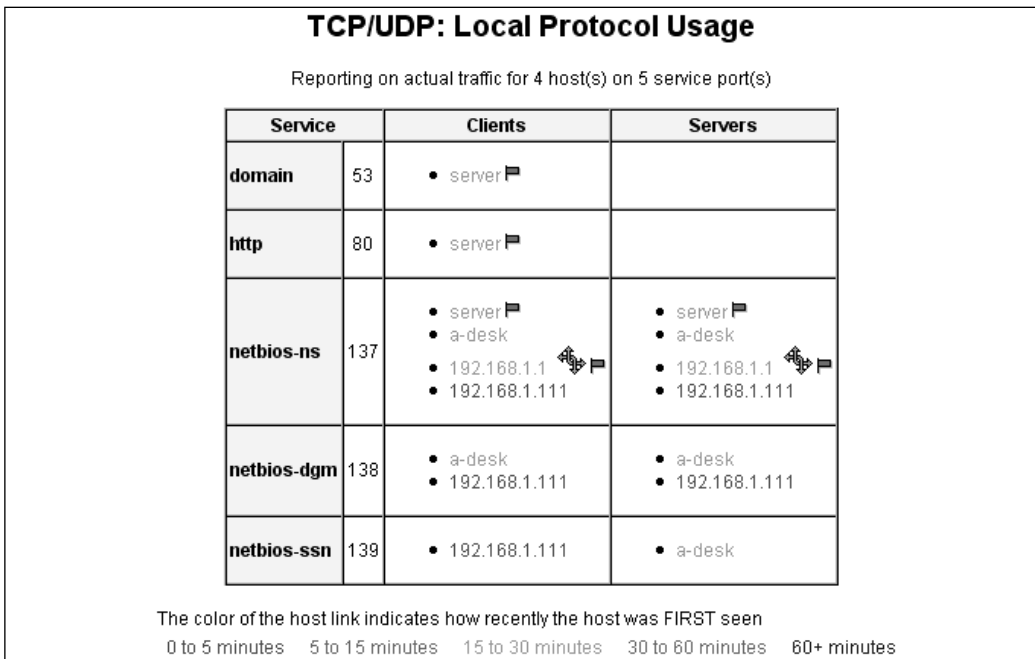 TCP/UDP: Local Protocol Usage
Reporting on actual traffic for 4 host(s) on 5 service port(s)
Service Clients Servers
domain 53 server
http 80 server
netbios-ns 137
server
a-desk
192.168.1.1
192.168.1.111
server
a-desk
192.168.1.1
192.168.1.111
netbios-dgm 138
a-desk
192.168.1.111
a-desk
192.168.1.111
netbios-ssn 139 192.168.1.111 a-desk
The color of the host link indicates how recently the host was FIRST seen
0 to 5 minutes 5 to 15 minutes 15 to 30 minutes 30 to 60 minutes 60+ minutes